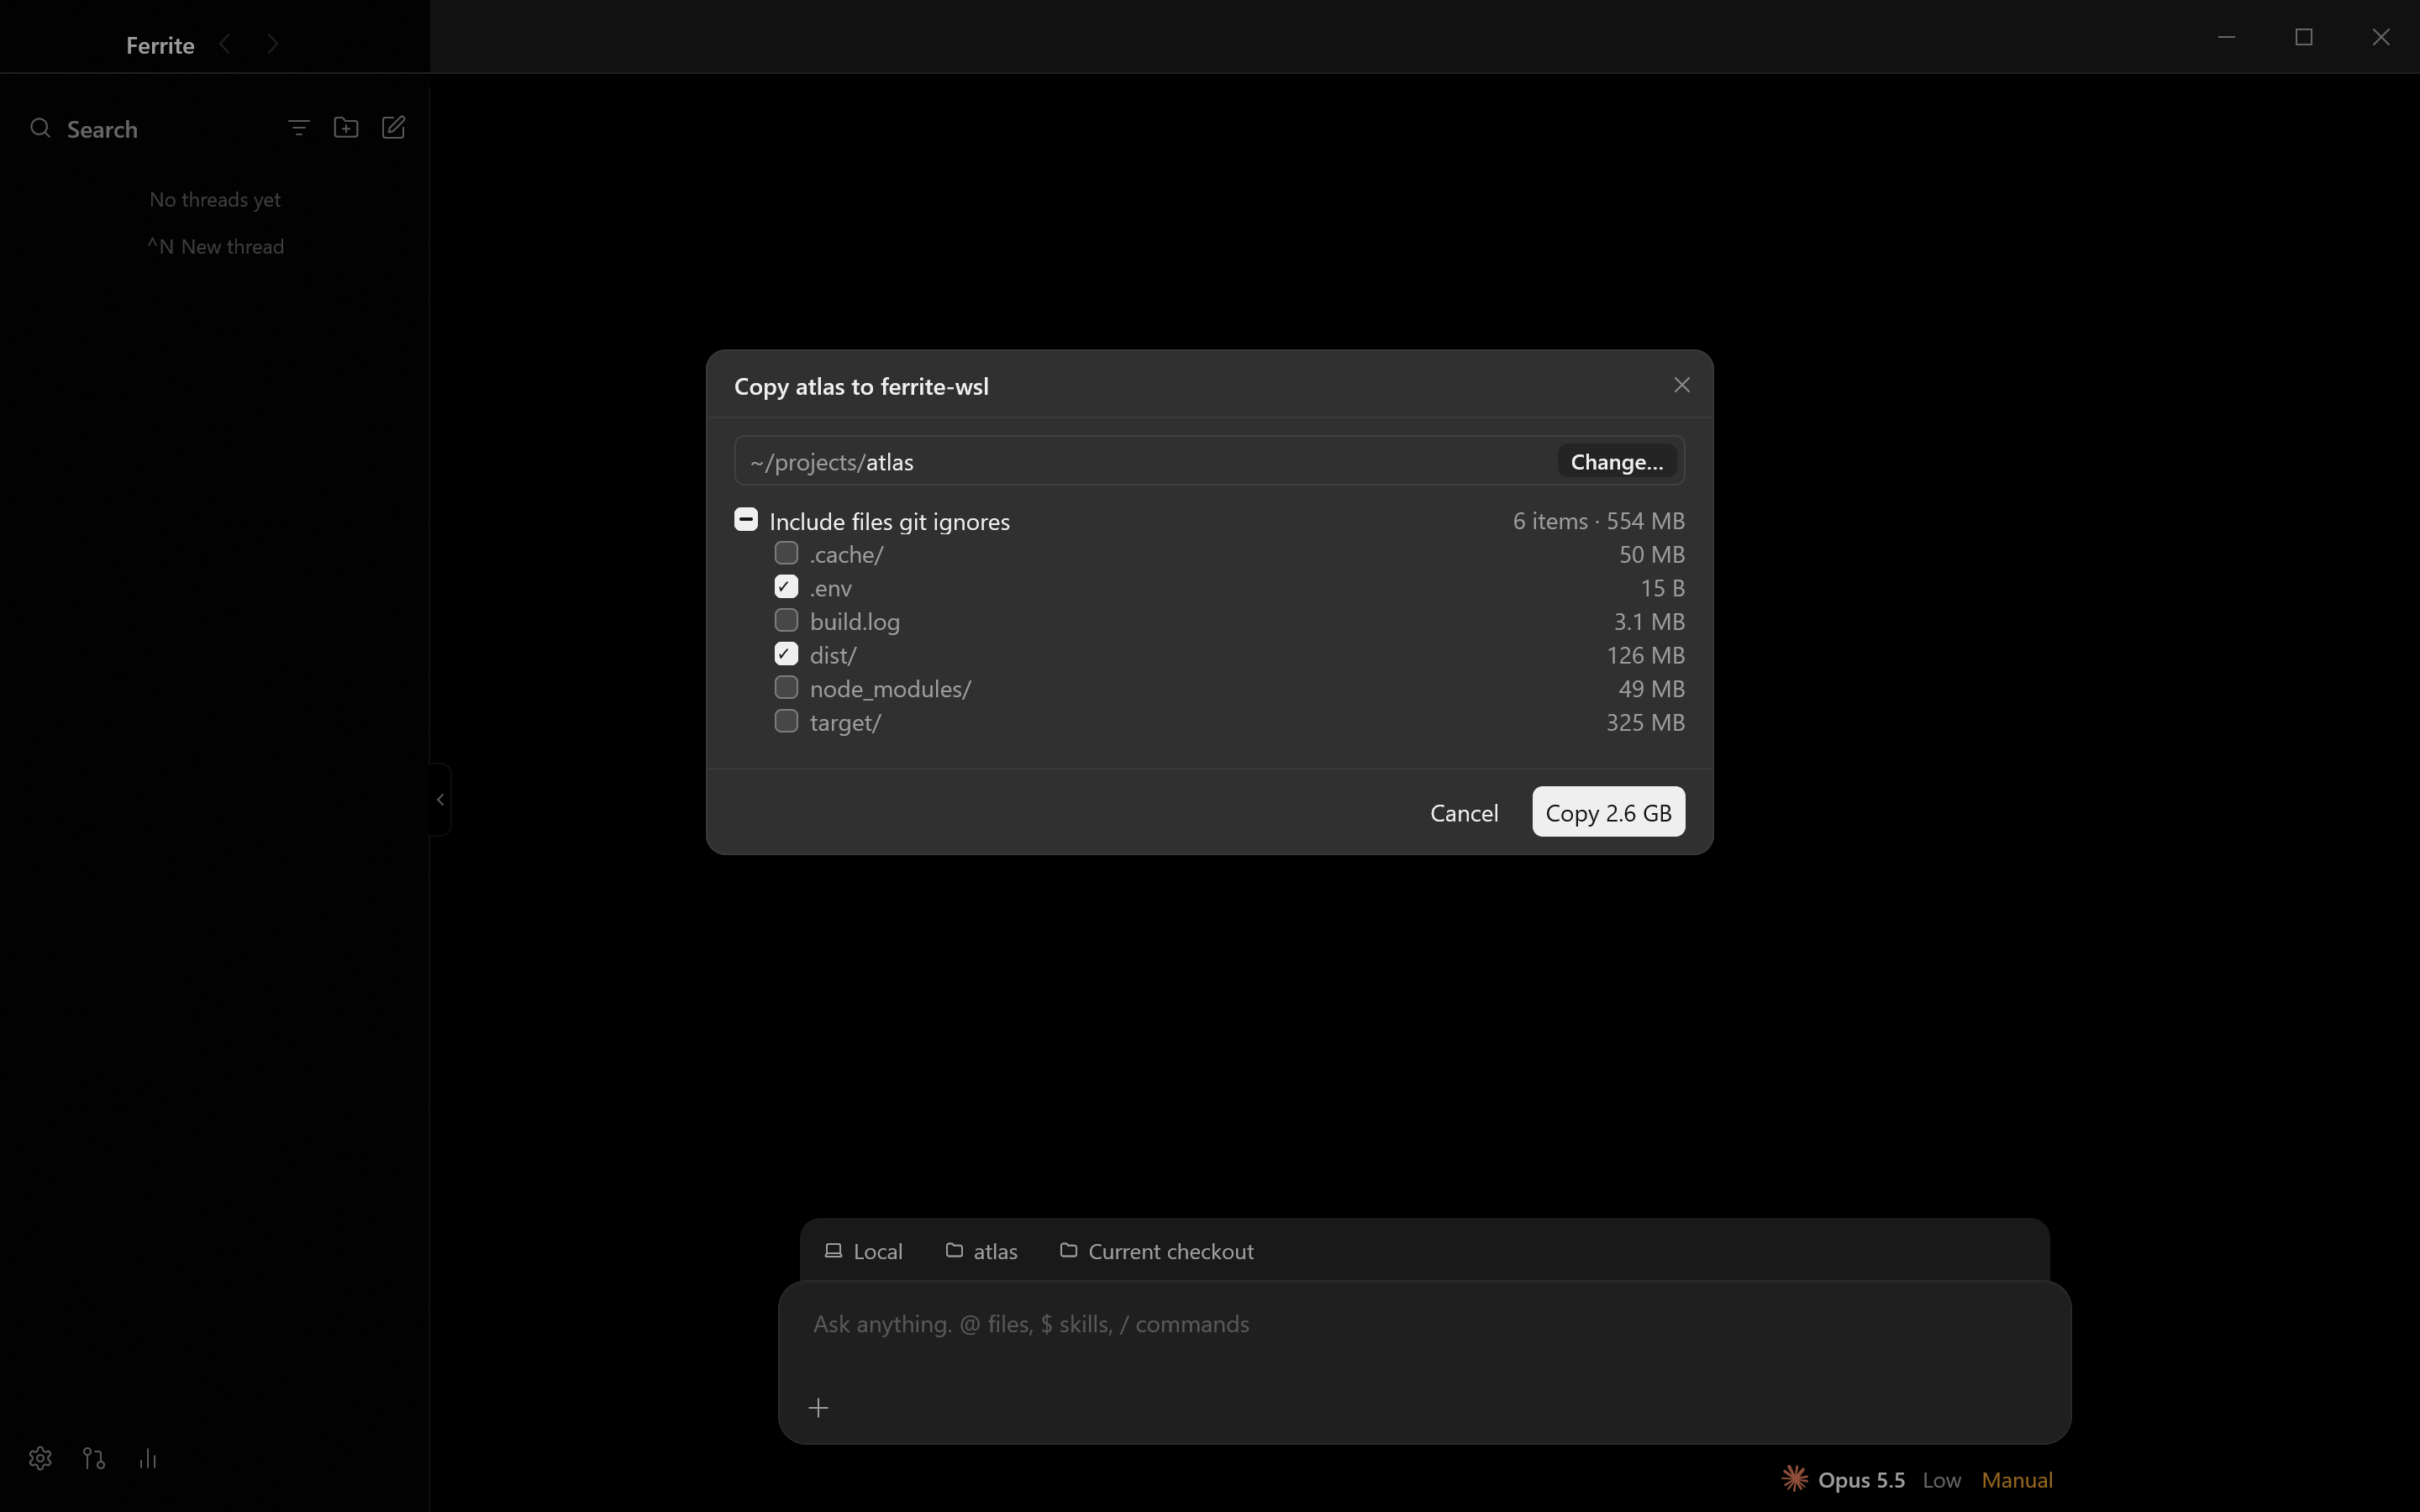 Ferrite
Search
No threads yet
^N New thread
Copy atlas to ferrite-wsl
~/projects/atlas Change...
Include files git ignores 6 items · 554 MB
.cache/ 50 MB
.env 15 B
build.log 3.1 MB
dist/ 126 MB
node_modules/ 49 MB
target/ 325 MB
Cancel Copy 2.6 GB
Local atlas Current checkout
Ask anything. @ files, $ skills, / commands
Opus 5.5 Low Manual